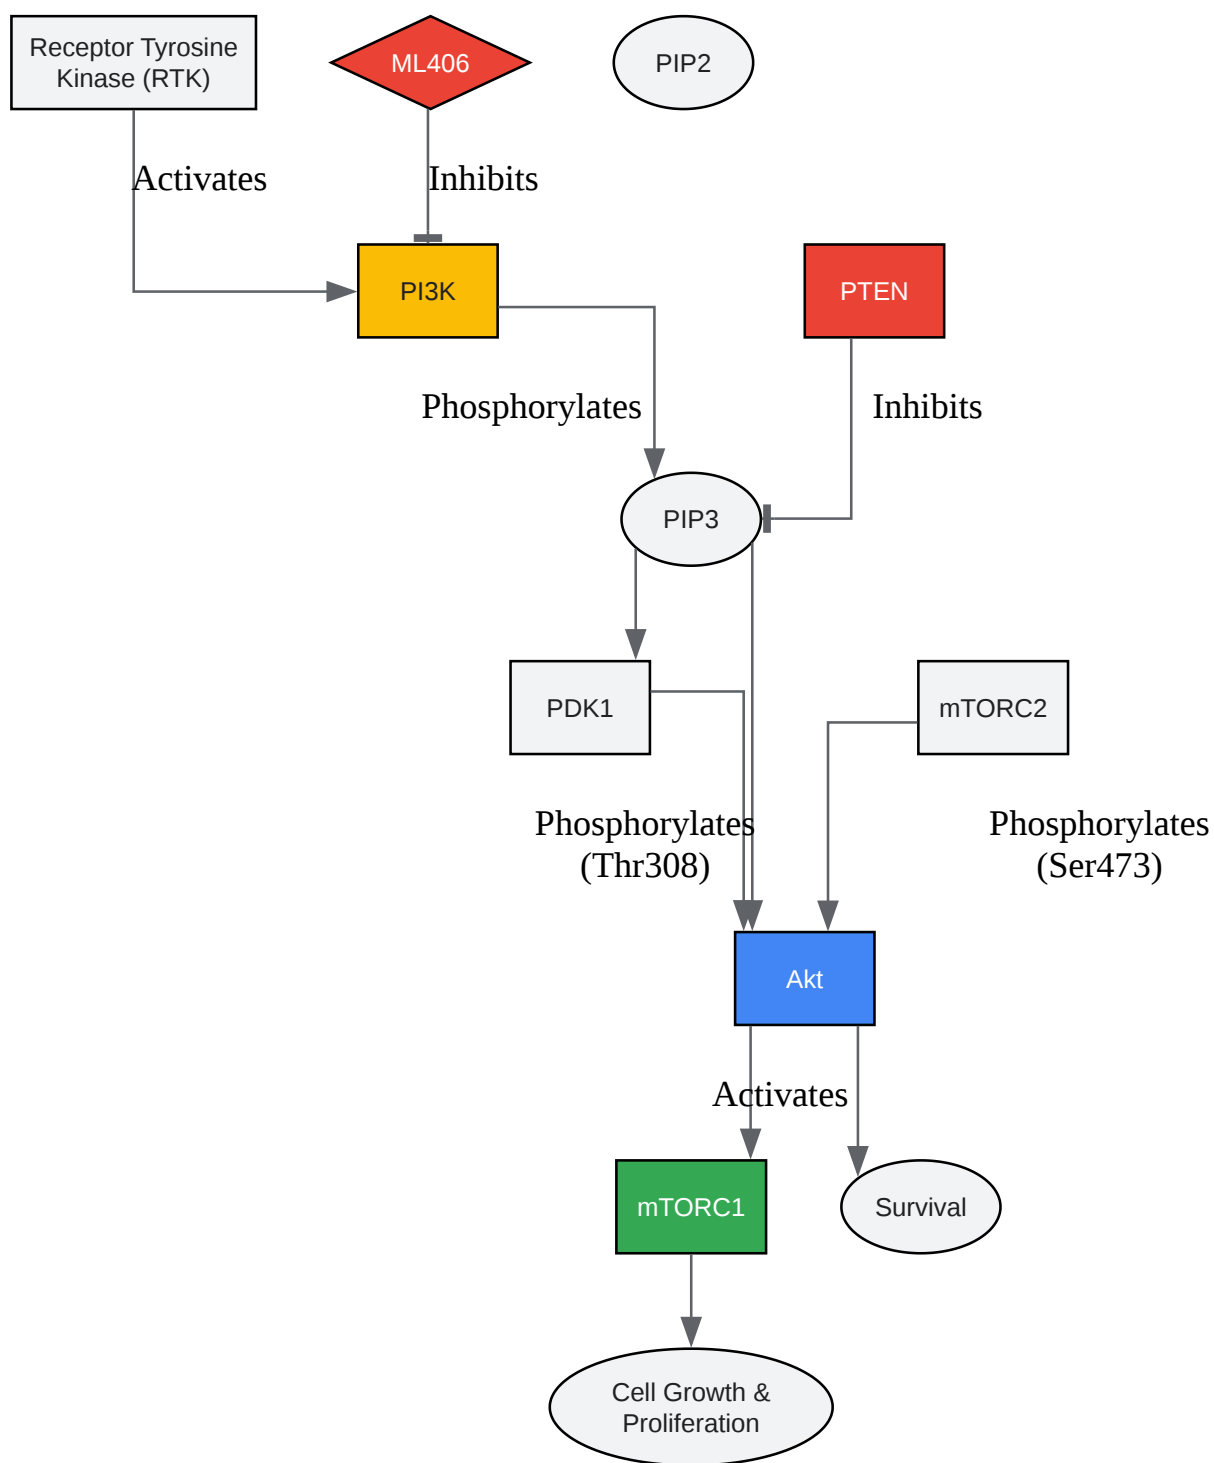 Receptor Tyrosine
Kinase (RTK)
ML406
PIP2
Activates
Inhibits
PI3K
PTEN
Phosphorylates
Inhibits
PIP3
PDK1
mTORC2
Phosphorylates
(Thr308)
Phosphorylates
(Ser473)
Akt
Activates
mTORC1
Survival
Cell Growth &
Proliferation